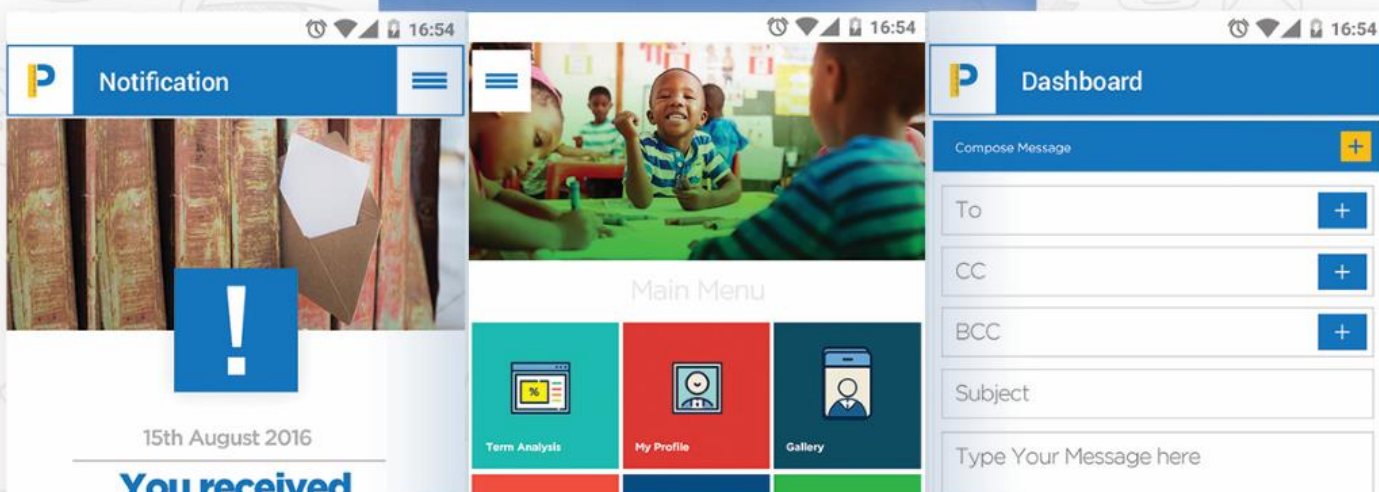 16:54
Notification
15th August 2016
You received
16:54
Main Menu
%
Term Analysis
My Profile
Gallery
16:54
Dashboard
Compose Message
To
CC
BCC
Subject
Type Your Message here